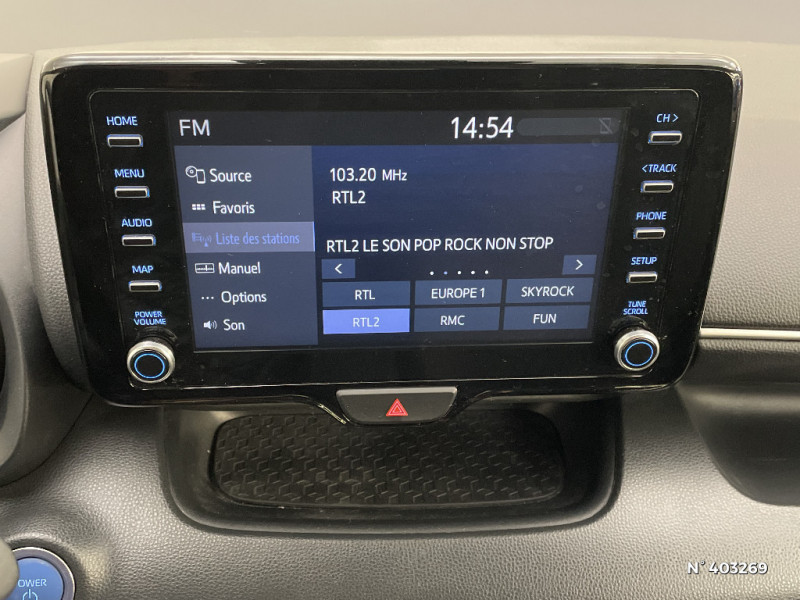 HOME
MENU
AUDIO
MAP
POWER
VOLUME
FM
14:54
Source
Favoris
Liste des stations
Manuel
Options
Son
103.20 MHz
RTL2
RTL2 LE SON POP ROCK NON STOP
< >
RTL EUROPE 1 SKYROCK
RTL2 RMC FUN
CH >
< TRACK
PHONE
SETUP
TUNE
SCROLL
POWER
N° 403269